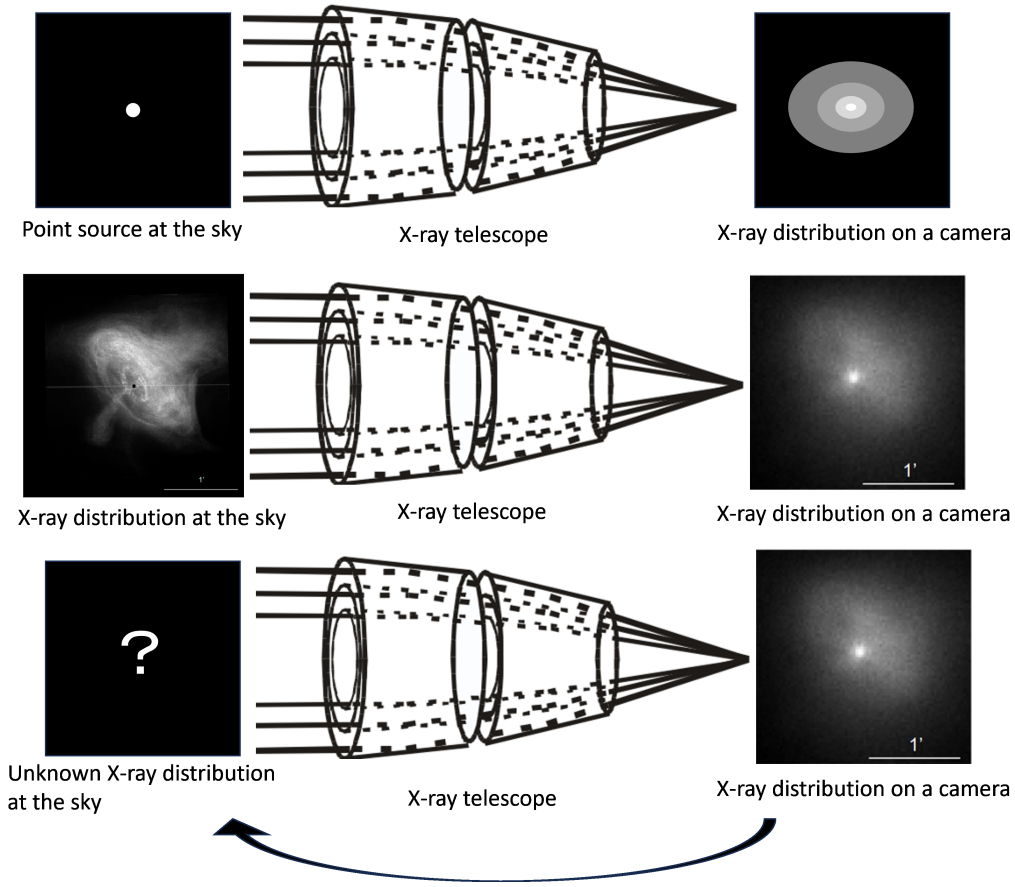 Point source at the sky
X-ray telescope
X-ray distribution on a camera
1'
1'
X-ray distribution at the sky
X-ray telescope
X-ray distribution on a camera
?
1'
Unknown X-ray distribution
at the sky
X-ray telescope
X-ray distribution on a camera